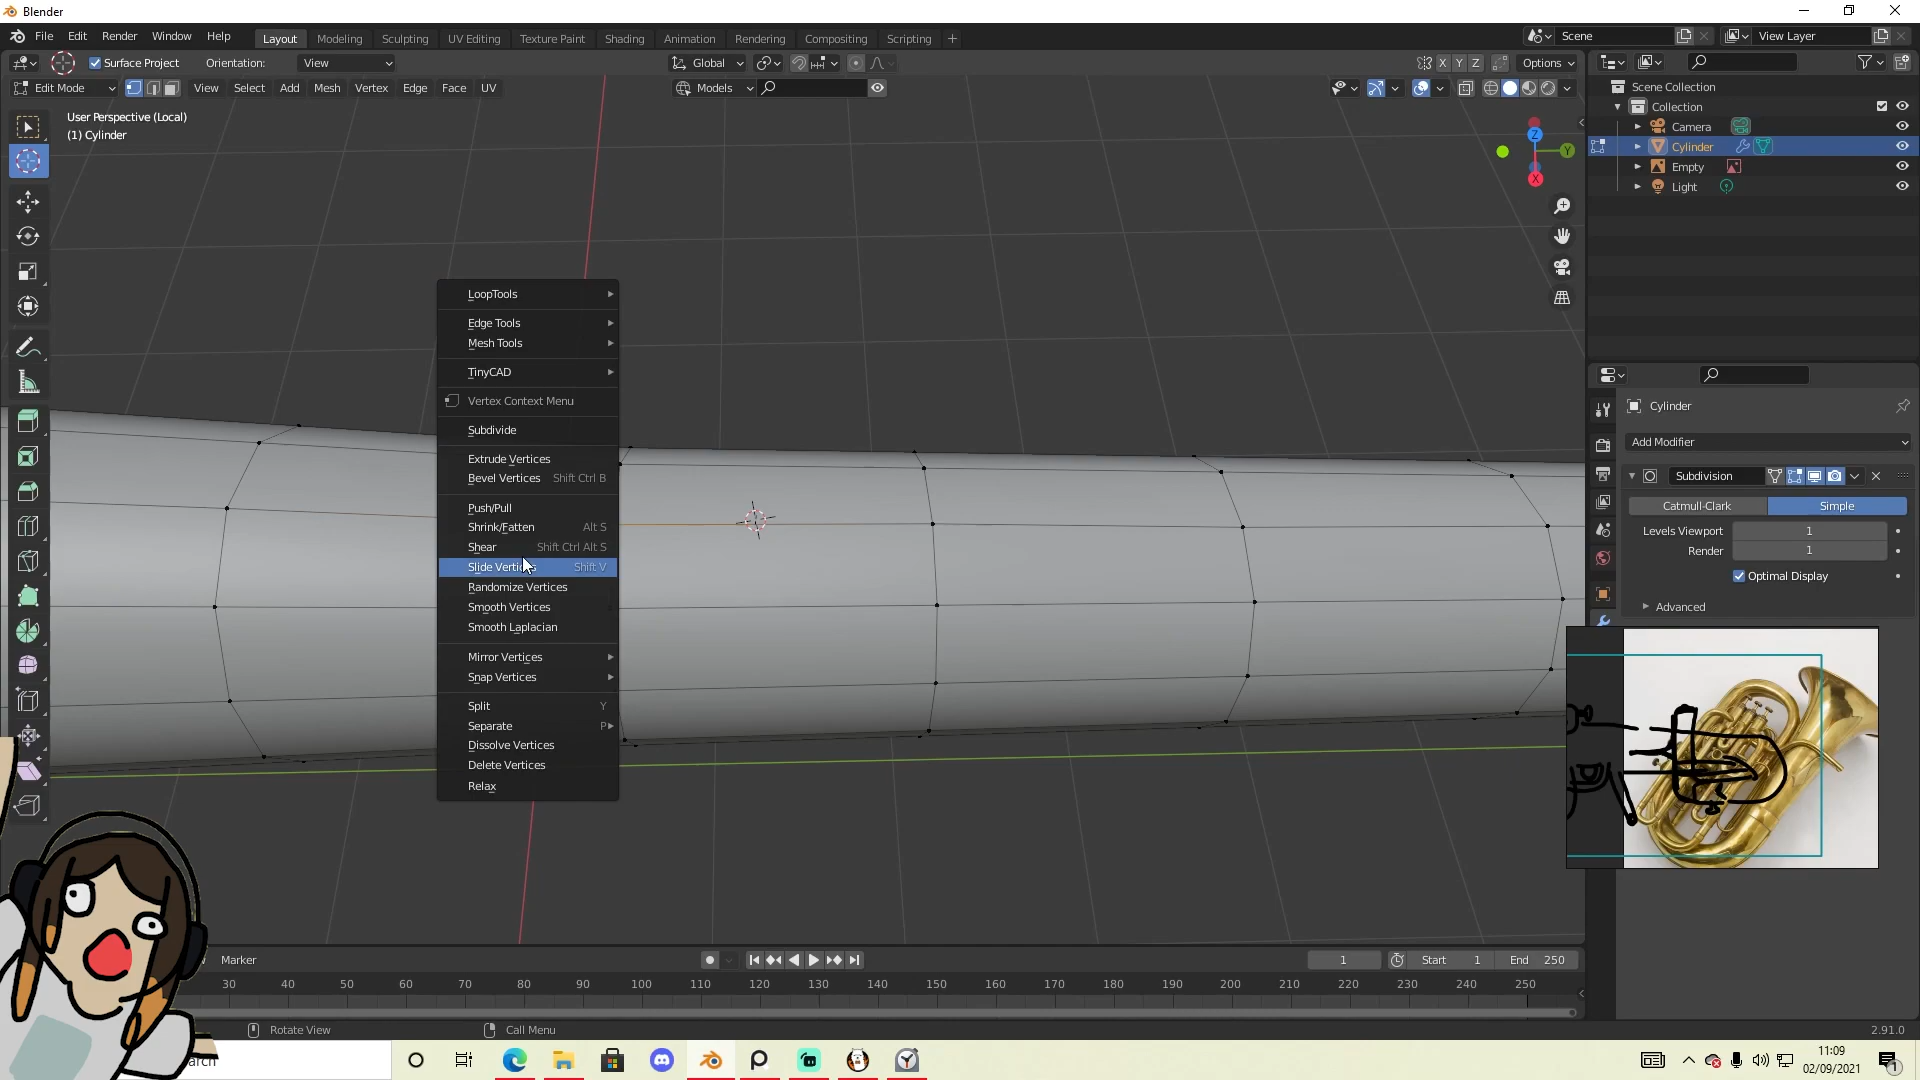 Blender
File Edit Render Window Help
Layout Modeling Sculpting UV Editing Texture Paint Shading Animation Rendering Compositing Scripting +
Scene
View Layer
Surface Project Orientation: View
Global
X Y Z Options
Edit Mode View Select Add Mesh Vertex Edge Face UV
Models
User Perspective (Local)
(1) Cylinder
Z
Y
X
Scene Collection
Collection
Camera
Cylinder
Empty
Light
LoopTools
Edge Tools
Mesh Tools
TinyCAD
Vertex Context Menu
Subdivide
Extrude Vertices
Bevel Vertices Shift Ctrl B
Push/Pull
Shrink/Fatten Alt S
Shear Shift Ctrl Alt S
Slide Vertices Shift V
Randomize Vertices
Smooth Vertices
Smooth Laplacian
Mirror Vertices
Snap Vertices
Split Y
Separate P
Dissolve Vertices
Delete Vertices
Relax
Cylinder
Add Modifier
Subdivision
Catmull-Clark Simple
Levels Viewport 1
Render 1
Optimal Display
Advanced
Marker
1 Start 1 End 250
30 40 50 60 70 80 90 100 110 120 130 140 150 160 170 180 190 200 210 220 230 240 250
Rotate View Call Menu 2.91.0
arch
11:09
02/09/2021
1